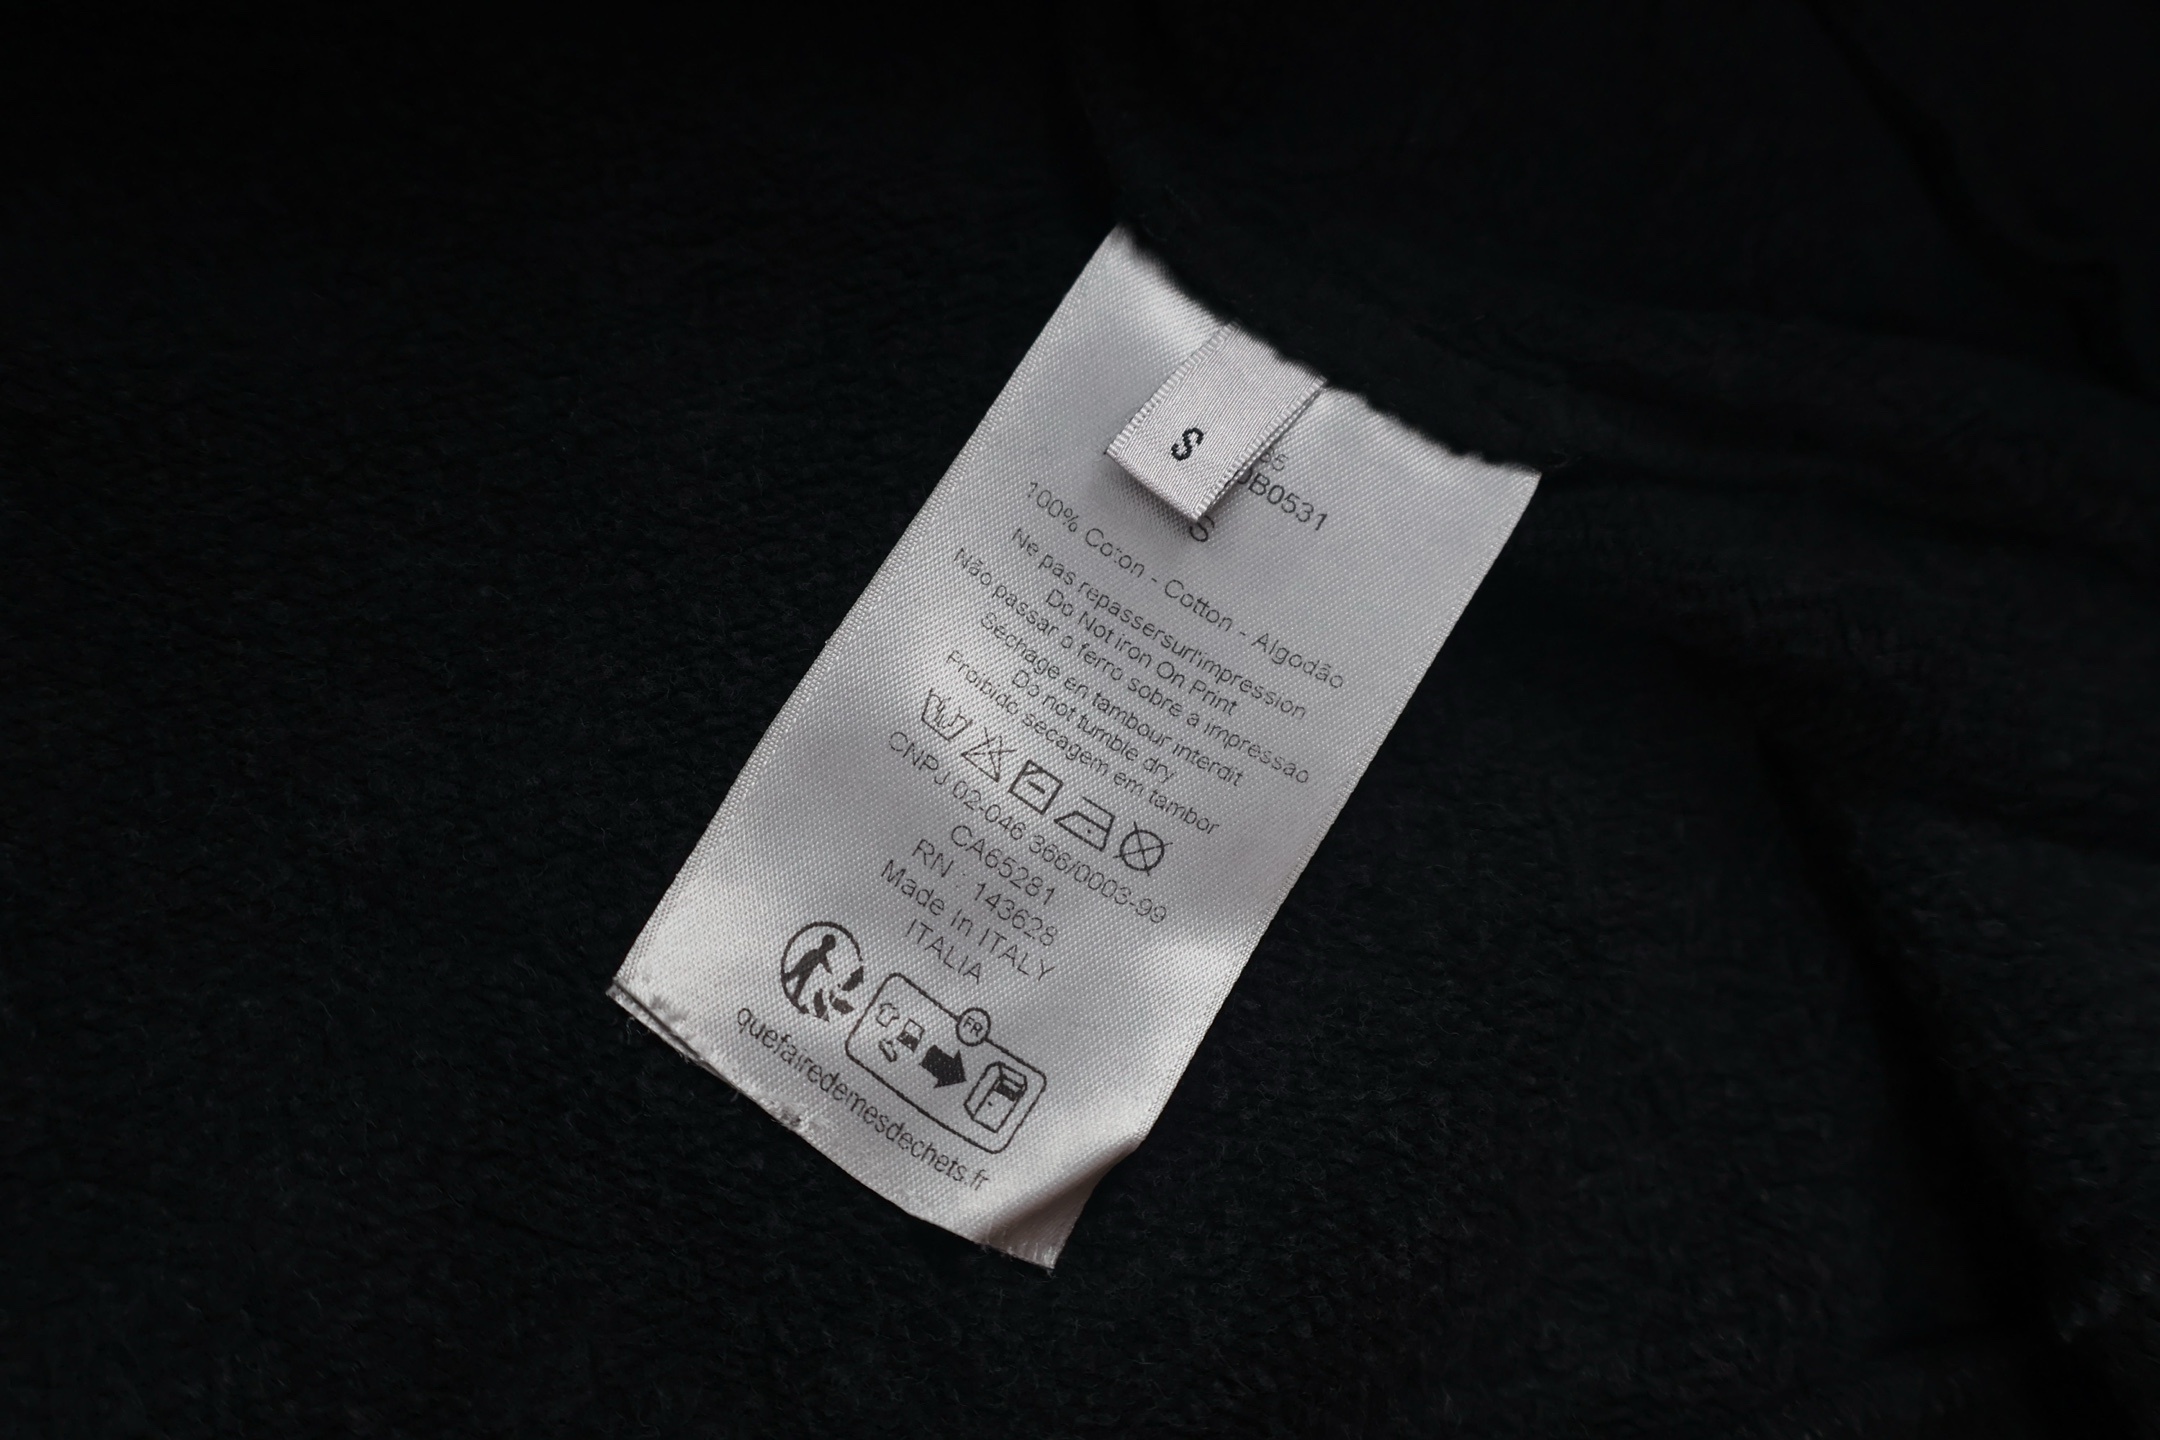 S
0B0531
S
100% Coton - Cotton - Algodão
Ne pas repassersurl'impression
Do Not iron On Print
Não passar o ferro sobre a impressão
Séchage en tambour interdit
Do not tumble dry
Proibido secagem em tambor
CNPJ 02-046 366/0003-99
CA65281
RN : 143628
Made in ITALY
ITALIA
FR
quefairedemesdechets.fr